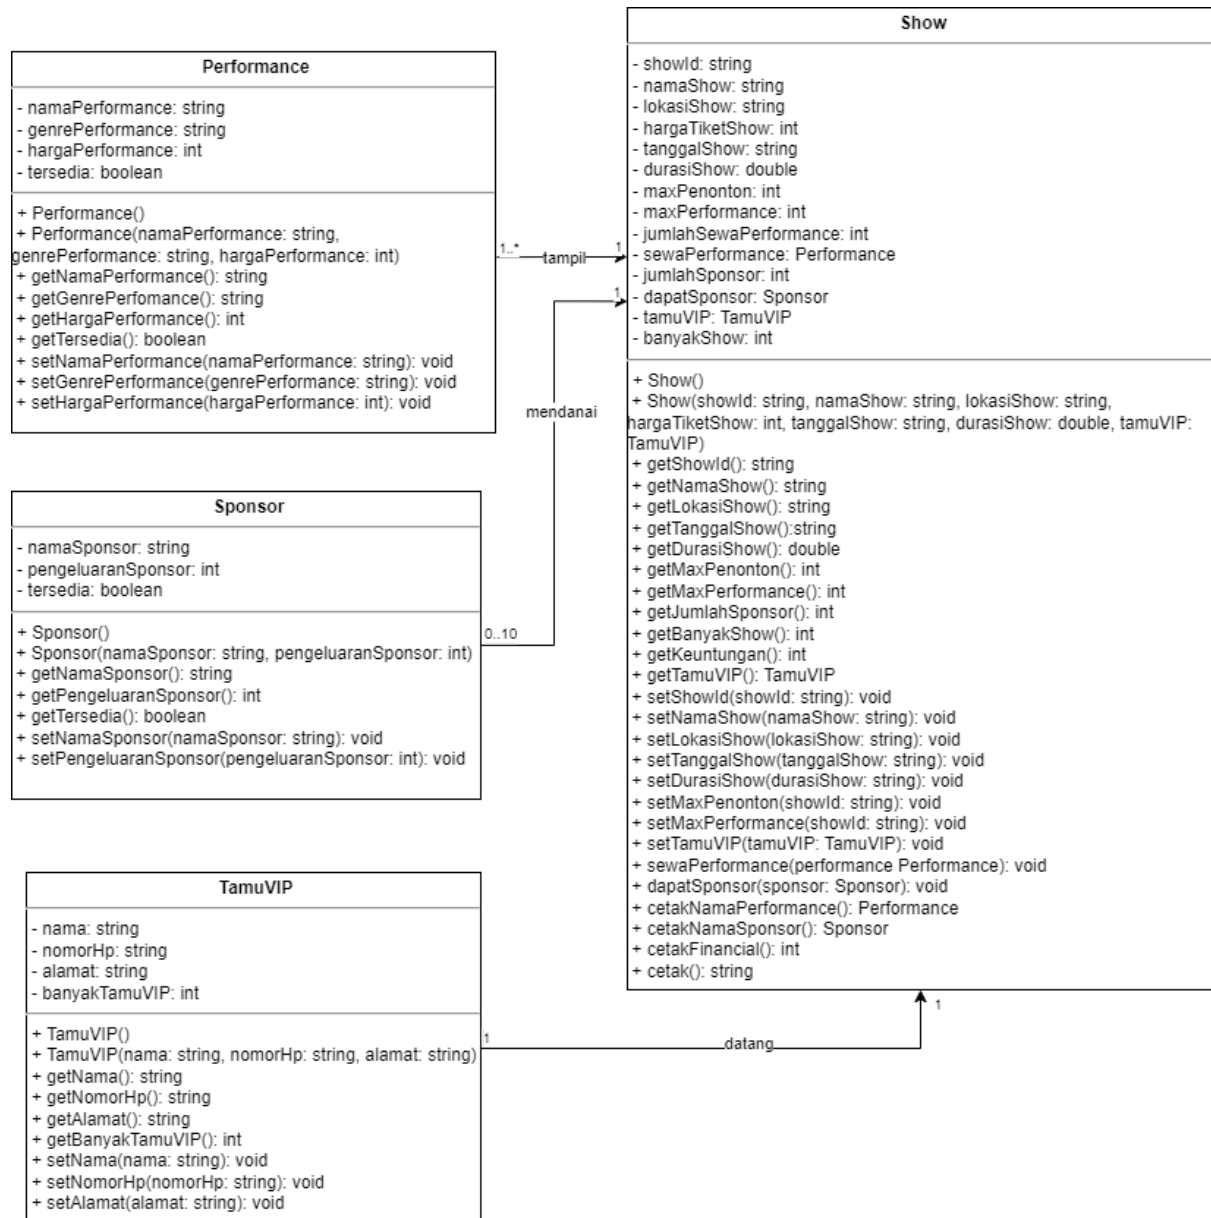 Performance
- namaPerformance: string
- genrePerformance: string
- hargaPerformance: int
- tersedia: boolean
+ Performance()
+ Performance(namaPerformance: string,
genrePerformance: string, hargaPerformance: int)
+ getNamaPerformance(): string
+ getGenrePerfomance(): string
+ getHargaPerformance(): int
+ getTersedia(): boolean
+ setNamaPerformance(namaPerformance: string): void
+ setGenrePerformance(genrePerformance: string): void
+ setHargaPerformance(hargaPerformance: int): void
1..*
tampil
1
Sponsor
- namaSponsor: string
- pengeluaranSponsor: int
- tersedia: boolean
+ Sponsor()
+ Sponsor(namaSponsor: string, pengeluaranSponsor: int)
+ getNamaSponsor(): string
+ getPengeluaranSponsor(): int
+ getTersedia(): boolean
+ setNamaSponsor(namaSponsor: string): void
+ setPengeluaranSponsor(pengeluaranSponsor: int): void
0..10
mendanai
1
TamuVIP
- nama: string
- nomorHp: string
- alamat: string
- banyakTamuVIP: int
+ TamuVIP()
+ TamuVIP(nama: string, nomorHp: string, alamat: string)
+ getNama(): string
+ getNomorHp(): string
+ getAlamat(): string
+ getBanyakTamuVIP(): int
+ setNama(nama: string): void
+ setNomorHp(nomorHp: string): void
+ setAlamat(alamat: string): void
1
datang
1
Show
- showId: string
- namaShow: string
- lokasiShow: string
- hargaTiketShow: int
- tanggalShow: string
- durasiShow: double
- maxPenonton: int
- maxPerformance: int
- jumlahSewaPerformance: int
- sewaPerformance: Performance
- jumlahSponsor: int
- dapatSponsor: Sponsor
- tamuVIP: TamuVIP
- banyakShow: int
+ Show()
+ Show(showId: string, namaShow: string, lokasiShow: string,
hargaTiketShow: int, tanggalShow: string, durasiShow: double, tamuVIP:
TamuVIP)
+ getShowId(): string
+ getNamaShow(): string
+ getLokasiShow(): string
+ getTanggalShow():string
+ getDurasiShow(): double
+ getMaxPenonton(): int
+ getMaxPerformance(): int
+ getJumlahSponsor(): int
+ getBanyakShow(): int
+ getKeuntungan(): int
+ getTamuVIP(): TamuVIP
+ setShowId(showId: string): void
+ setNamaShow(namaShow: string): void
+ setLokasiShow(lokasiShow: string): void
+ setTanggalShow(tanggalShow: string): void
+ setDurasiShow(durasiShow: string): void
+ setMaxPenonton(showId: string): void
+ setMaxPerformance(showId: string): void
+ setTamuVIP(tamuVIP: TamuVIP): void
+ sewaPerformance(performance Performance): void
+ dapatSponsor(sponsor: Sponsor): void
+ cetakNamaPerformance(): Performance
+ cetakNamaSponsor(): Sponsor
+ cetakFinancial(): int
+ cetak(): string